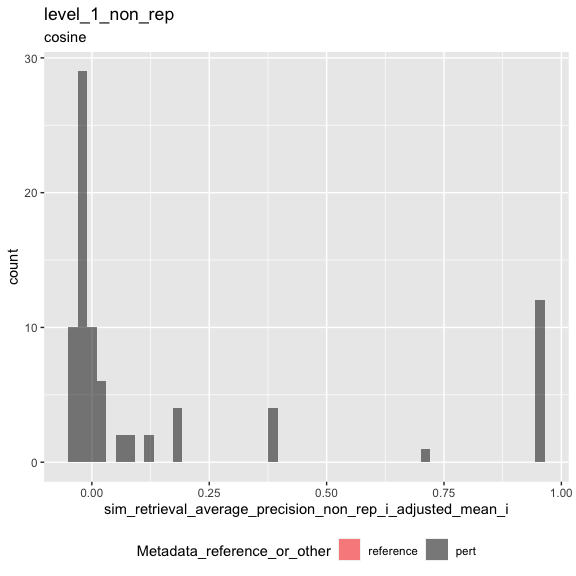 level_1_non_rep
cosine
30
20
10
0
count
0.00
0.25
0.50
0.75
1.00
sim_retrieval_average_precision_non_rep_i_adjusted_mean_i
Metadata_reference_or_other
reference
pert